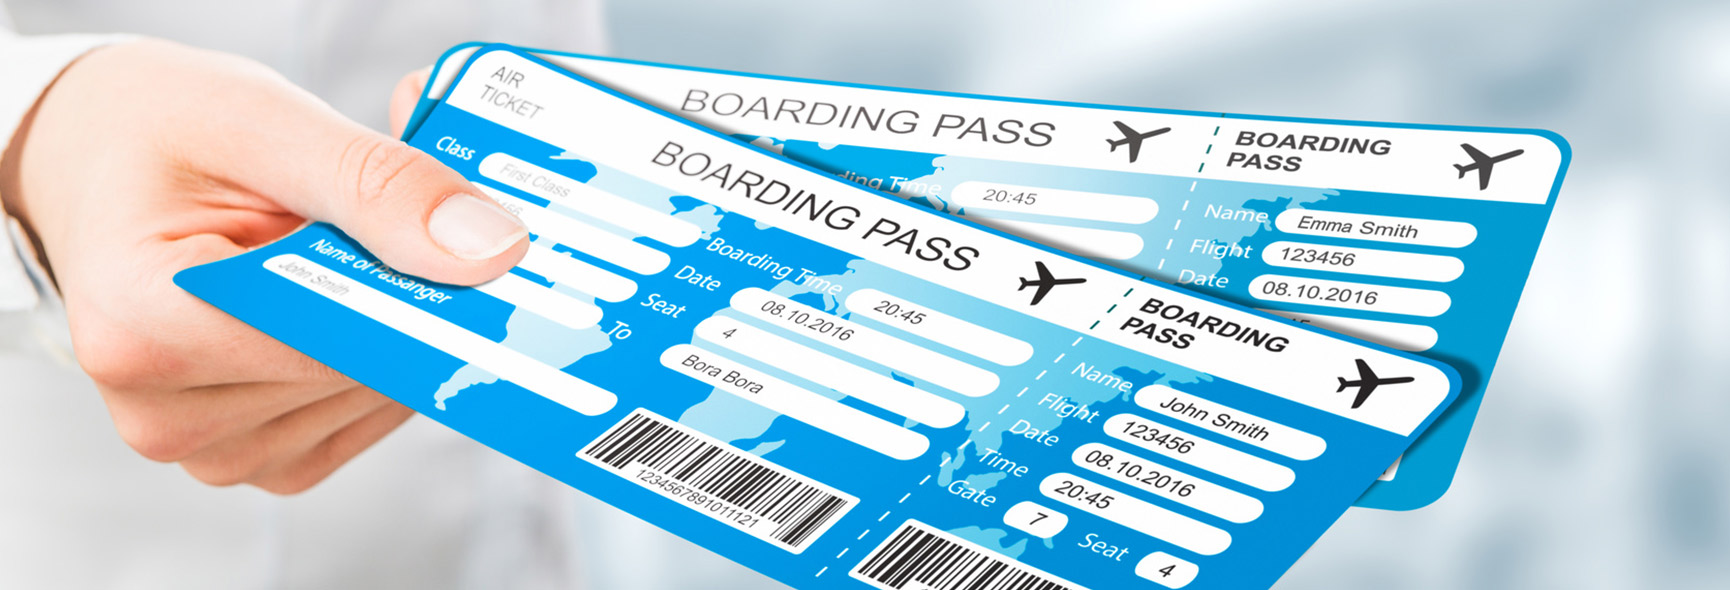 BOARDING PASS
BOARDING
PASS
Time
20:45
Name
Emma Smith
Flight
123456
Date
08.10.2016
AIR
TICKET
BOARDING PASS
Class
First Class
Name of Passanger
John Smith
Boarding Time
20:45
Date
08.10.2016
Seat
4
To
Bora Bora
1234567891011121
BOARDING
PASS
Name
John Smith
Flight
123456
Date
08.10.2016
Time
20:45
Gate
7
Seat
4